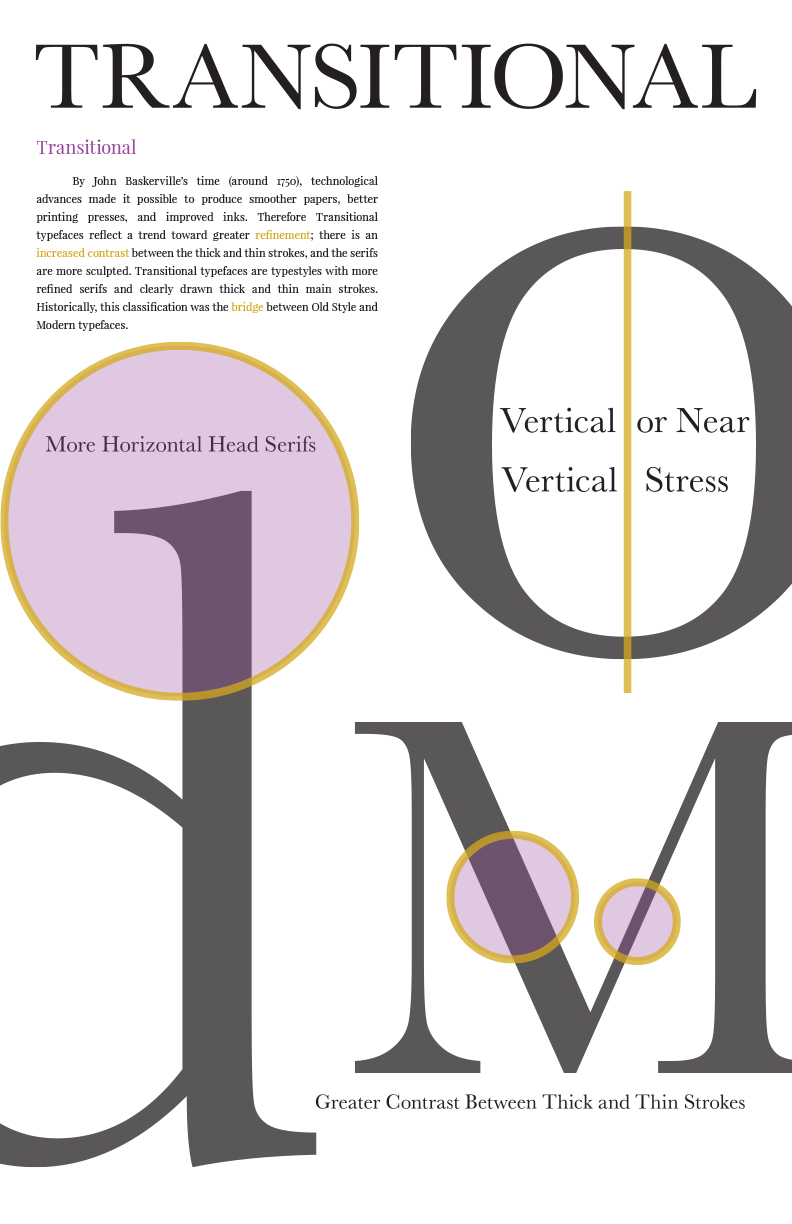 TRANSITIONAL
Transitional
By John Baskerville's time (around 1750), technological
advances made it possible to produce smoother papers, better
printing presses, and improved inks. Therefore Transitional
typefaces reflect a trend toward greater refinement; there is an
increased contrast between the thick and thin strokes, and the serifs
are more sculpted. Transitional typefaces are typestyles with more
refined serifs and clearly drawn thick and thin main strokes.
Historically, this classification was the bridge between Old Style and
Modern typefaces.
O
Vertical or Near
Vertical Stress
More Horizontal Head Serifs
d
M
Greater Contrast Between Thick and Thin Strokes